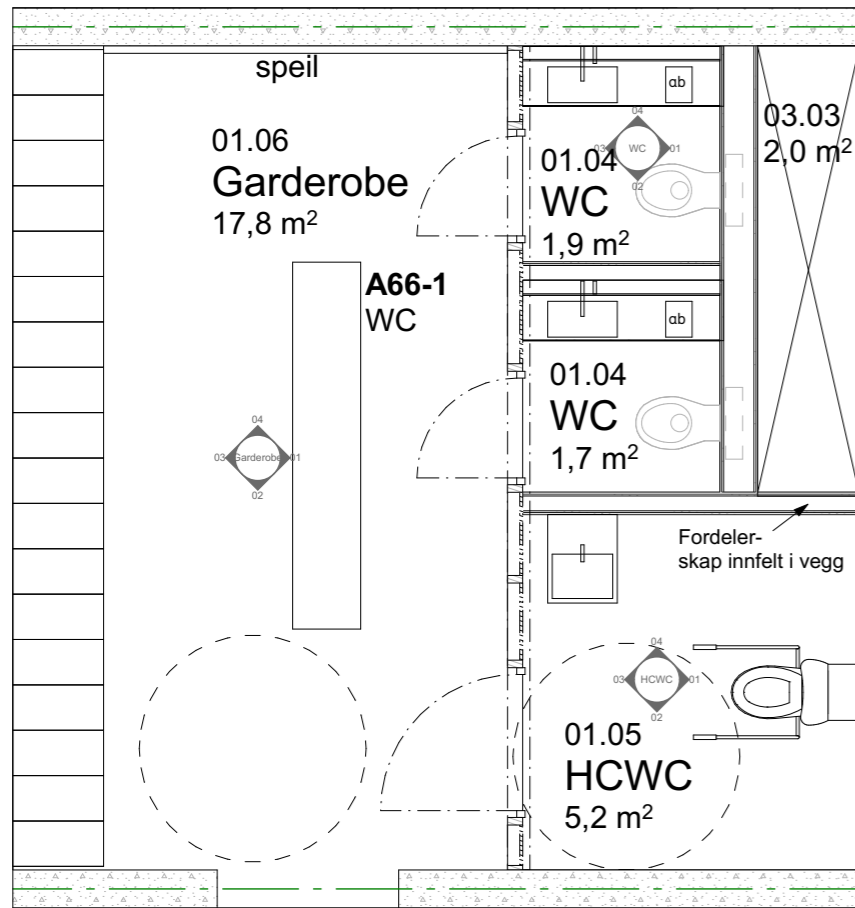 speil
01.06
Garderobe
17,8 m²
A66-1
WC
04
03 Garderobe 01
02
ab
04
03 WC 01
02
01.04
WC
1,9 m²
03.03
2,0 m²
ab
01.04
WC
1,7 m²
Fordeler-
skap innfelt i vegg
04
03 HCWC 01
02
01.05
HCWC
5,2 m²